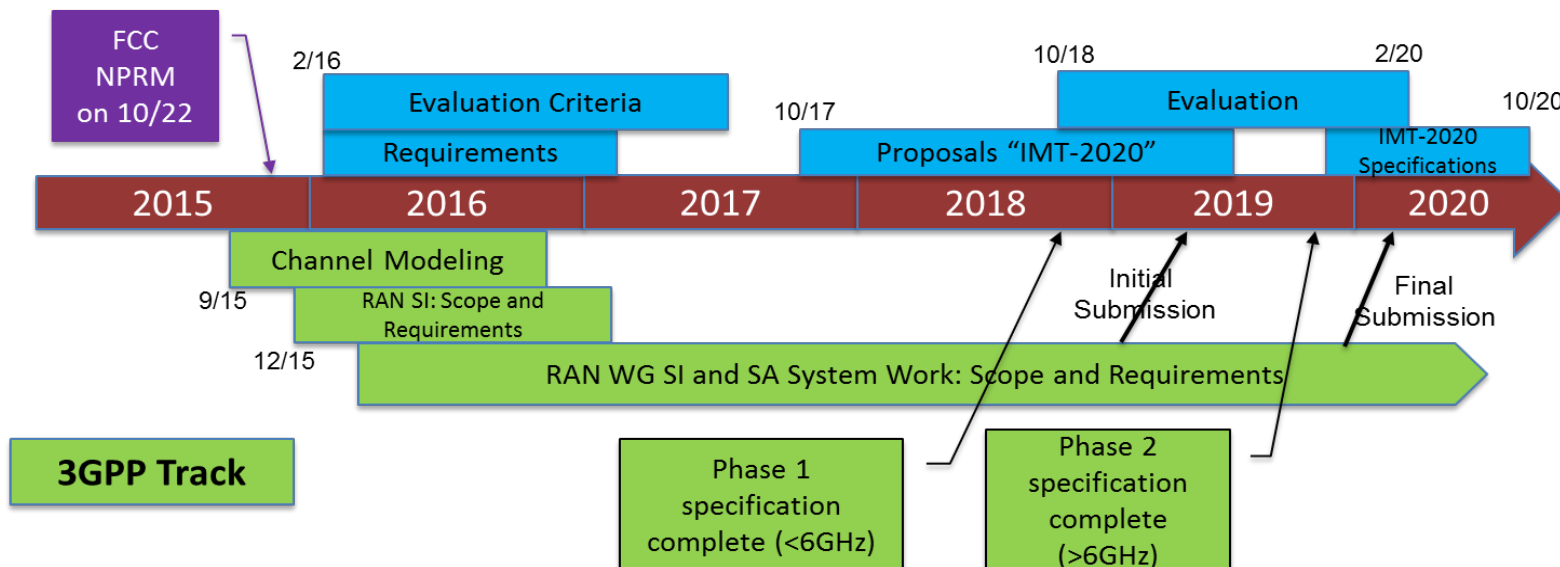 FCC
NPRM
on 10/22
2/16
10/18
2/20
Evaluation Criteria
10/17
Evaluation
10/20
Requirements
Proposals “IMT-2020”
IMT-2020
Specifications
2015
2016
2017
2018
2019
2020
Channel Modeling
9/15
RAN SI: Scope and
Requirements
Initial
Submission
Final
Submission
12/15
RAN WG SI and SA System Work: Scope and Requirements
3GPP Track
Phase 1
specification
complete (<6GHz)
Phase 2
specification
complete
(>6GHz)